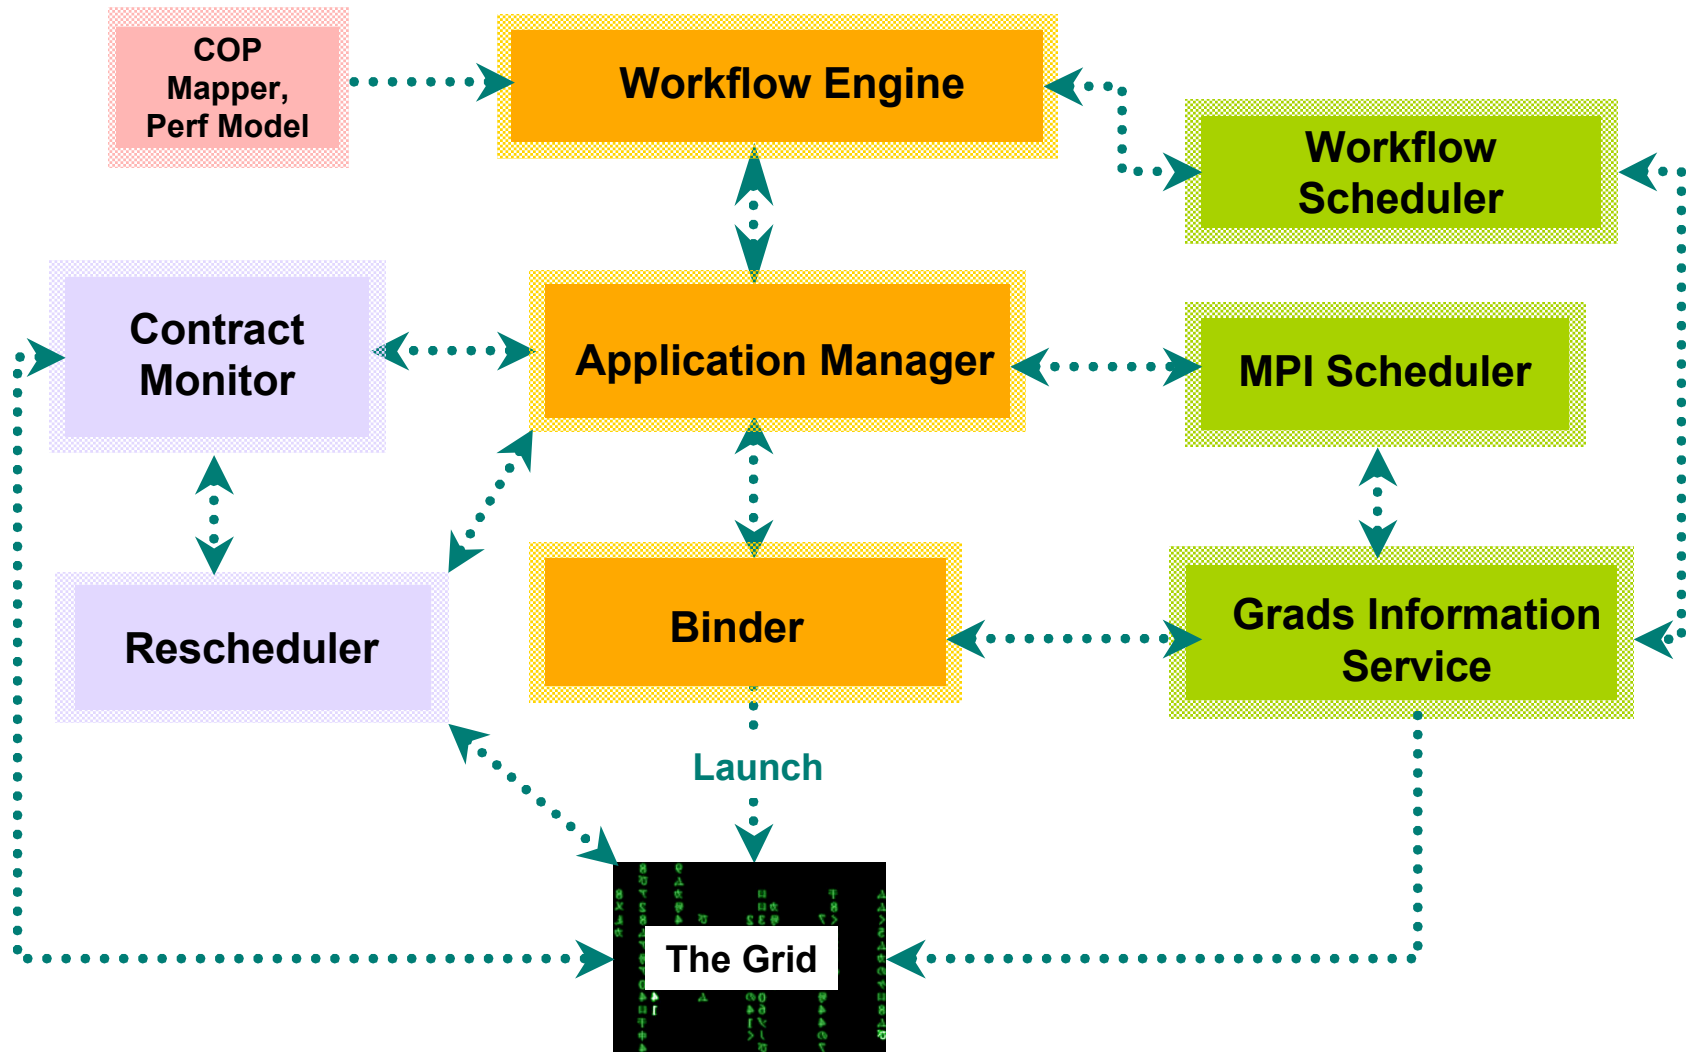 COP
Mapper,
Perf Model
Workflow Engine
Workflow
Scheduler
Contract
Monitor
Application Manager
MPI Scheduler
Rescheduler
Binder
Grads Information
Service
Launch
The Grid